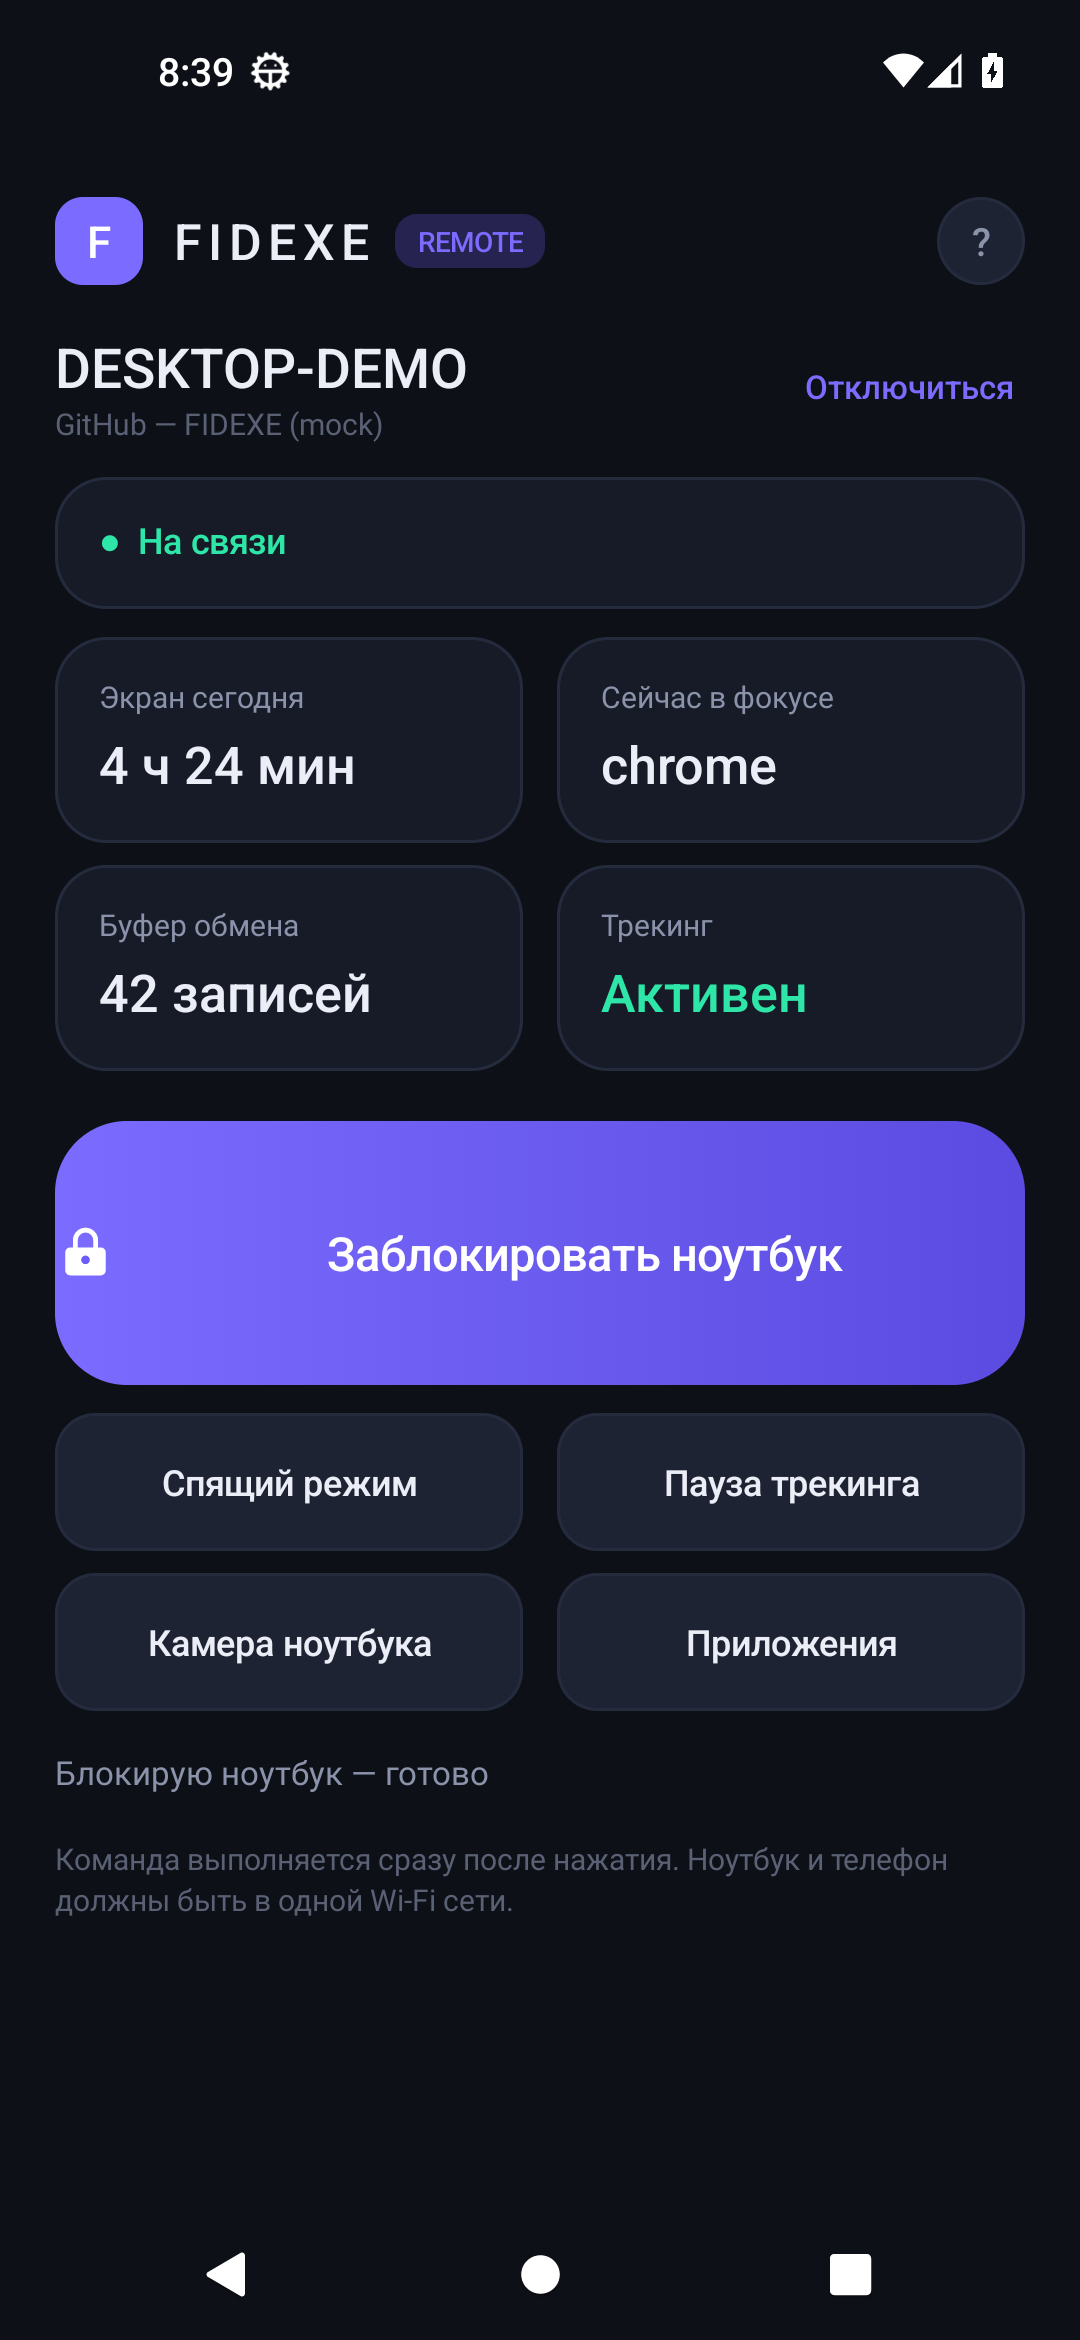 8:39
F FIDEXE REMOTE ?
DESKTOP-DEMO
Отключиться
GitHub — FIDEXE (mock)
На связи
Экран сегодня
4 ч 24 мин
Сейчас в фокусе
chrome
Буфер обмена
42 записей
Трекинг
Активен
Заблокировать ноутбук
Спящий режим
Пауза трекинга
Камера ноутбука
Приложения
Блокирую ноутбук — готово
Команда выполняется сразу после нажатия. Ноутбук и телефон
должны быть в одной Wi-Fi сети.